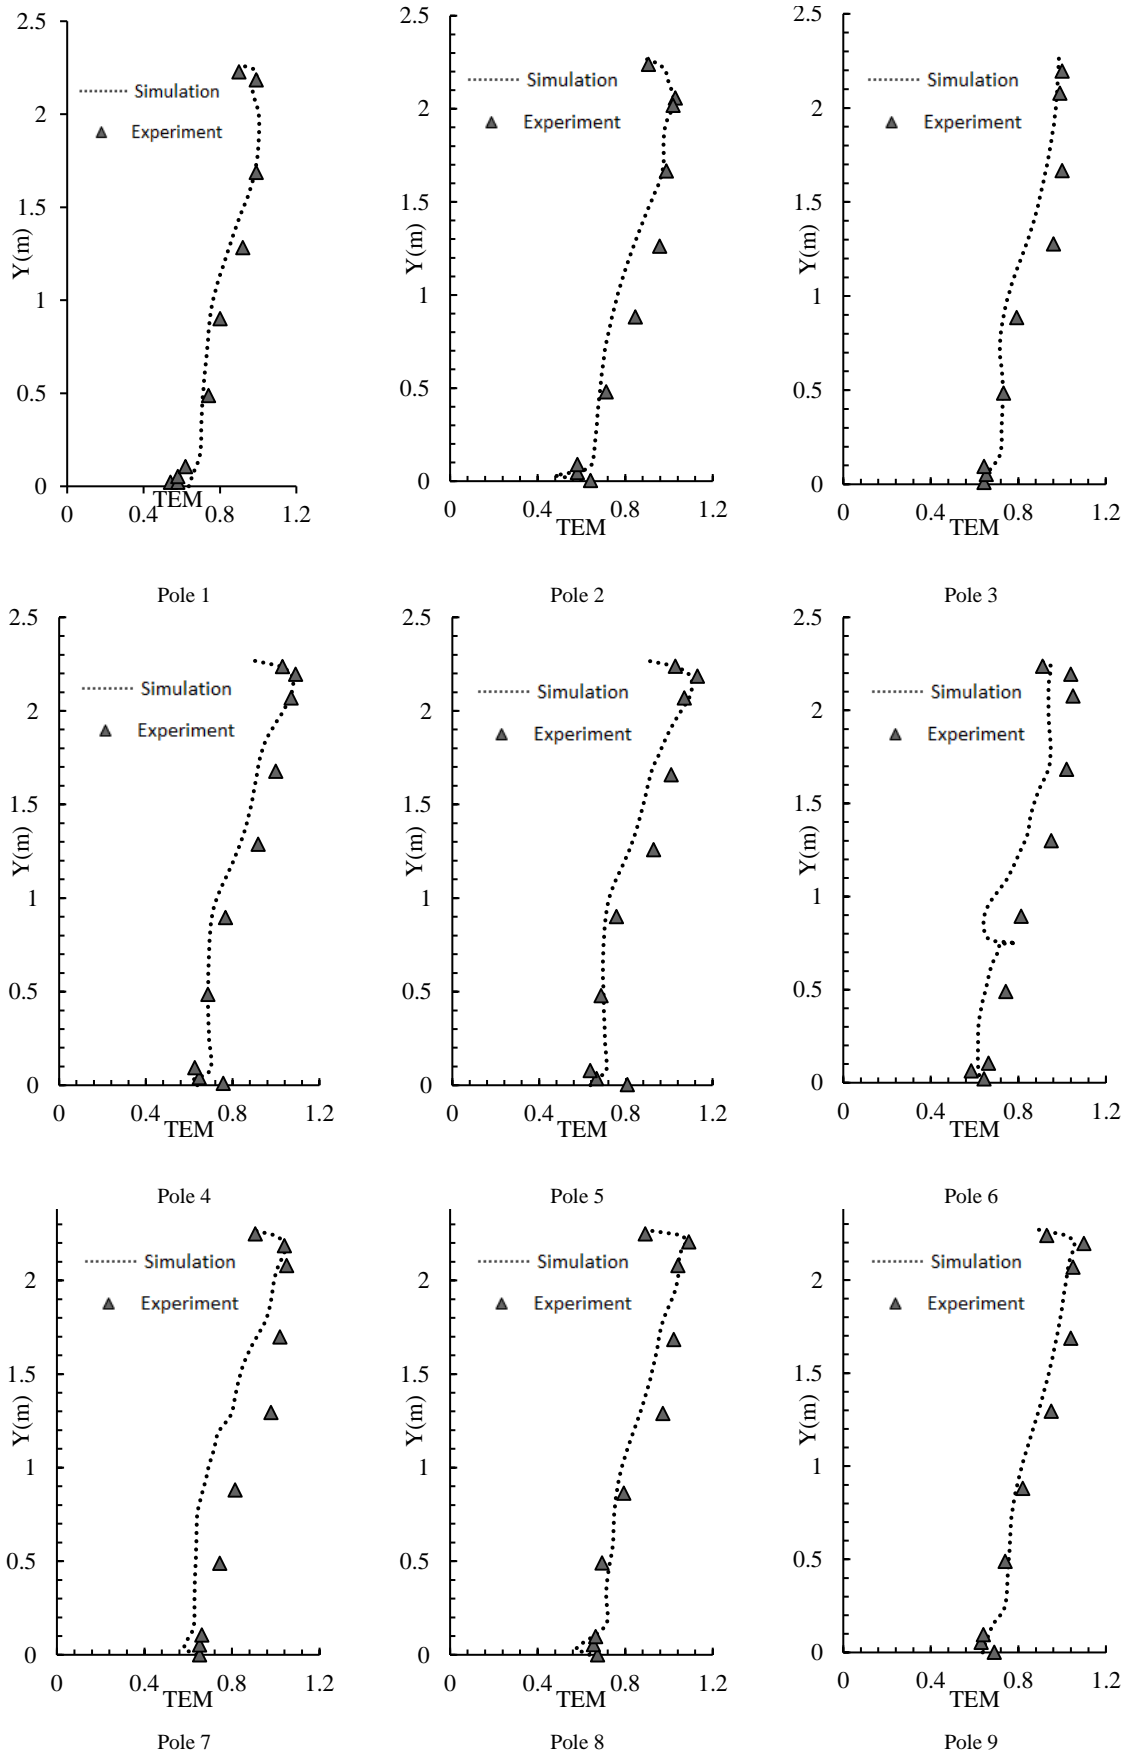 2.5
Simulation
2
Experiment
1.5
Y(m)
1
0.5
0
TEM
0 0.4 0.8 1.2
Pole 1
2.5
Simulation
2
Experiment
1.5
Y(m)
1
0.5
0
0 0.4 0.8 1.2
TEM
Pole 2
2.5
Simulation
2
Experiment
1.5
Y(m)
1
0.5
0
0 0.4 0.8 1.2
TEM
Pole 3
2.5
Simulation
2
Experiment
1.5
Y(m)
1
0.5
0
0 0.4 0.8 1.2
TEM
Pole 4
2.5
Simulation
2
Experiment
1.5
Y(m)
1
0.5
0
0 0.4 0.8 1.2
TEM
Pole 5
2.5
Simulation
2
Experiment
1.5
Y(m)
1
0.5
0
0 0.4 0.8 1.2
TEM
Pole 6
Simulation
2
Experiment
1.5
Y(m)
1
0.5
0
0 0.4 0.8 1.2
TEM
Pole 7
Simulation
2
Experiment
1.5
Y(m)
1
0.5
0
0 0.4 0.8 1.2
TEM
Pole 8
Simulation
2
Experiment
1.5
Y(m)
1
0.5
0
0 0.4 0.8 1.2
TEM
Pole 9